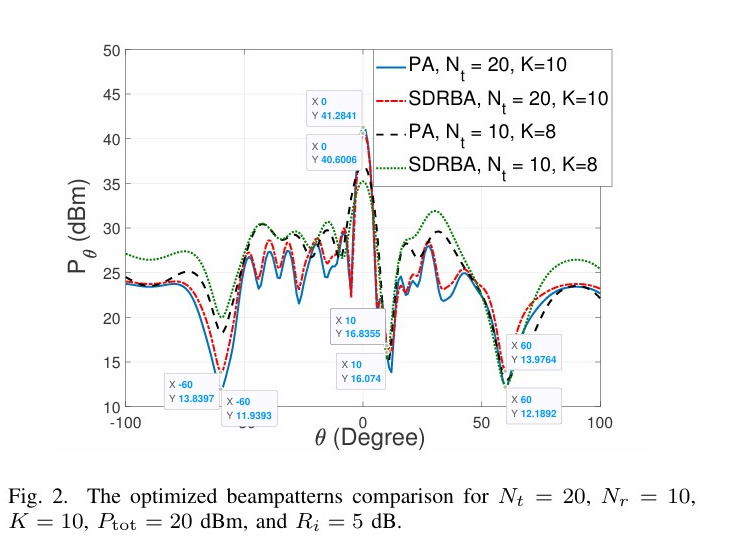 50
45
40
35
30
25
20
15
10
P_θ (dBm)
PA, N_t = 20, K=10
SDRBA, N_t = 20, K=10
PA, N_t = 10, K=8
SDRBA, N_t = 10, K=8
X 0
Y 41.2841
X 0
Y 40.6006
X 10
Y 16.8355
X 10
Y 16.074
X 60
Y 13.9764
X 60
Y 12.1892
X -60
Y 13.8397
X -60
Y 11.9393
-100 0 50 100
θ (Degree)
Fig. 2. The optimized beampatterns comparison for N_t = 20, N_r = 10,
K = 10, P_tot = 20 dBm, and R_i = 5 dB.